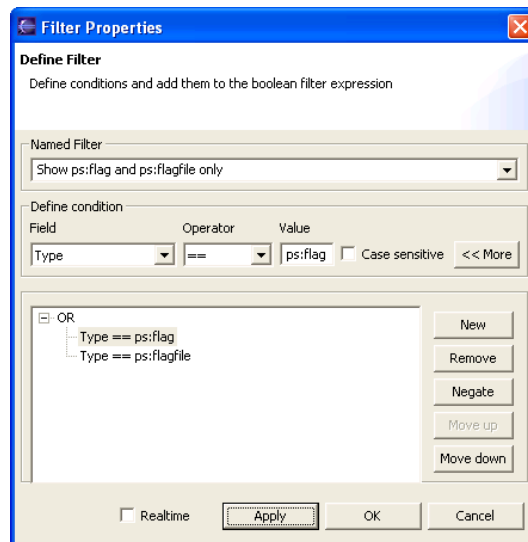 Filter Properties
Define Filter
Define conditions and add them to the boolean filter expression
Named Filter
Show ps:flag and ps:flagfile only
Define condition
Field Operator Value
Type == ps:flag Case sensitive << More
OR
Type == ps:flag
Type == ps:flagfile
New
Remove
Negate
Move up
Move down
Realtime Apply OK Cancel